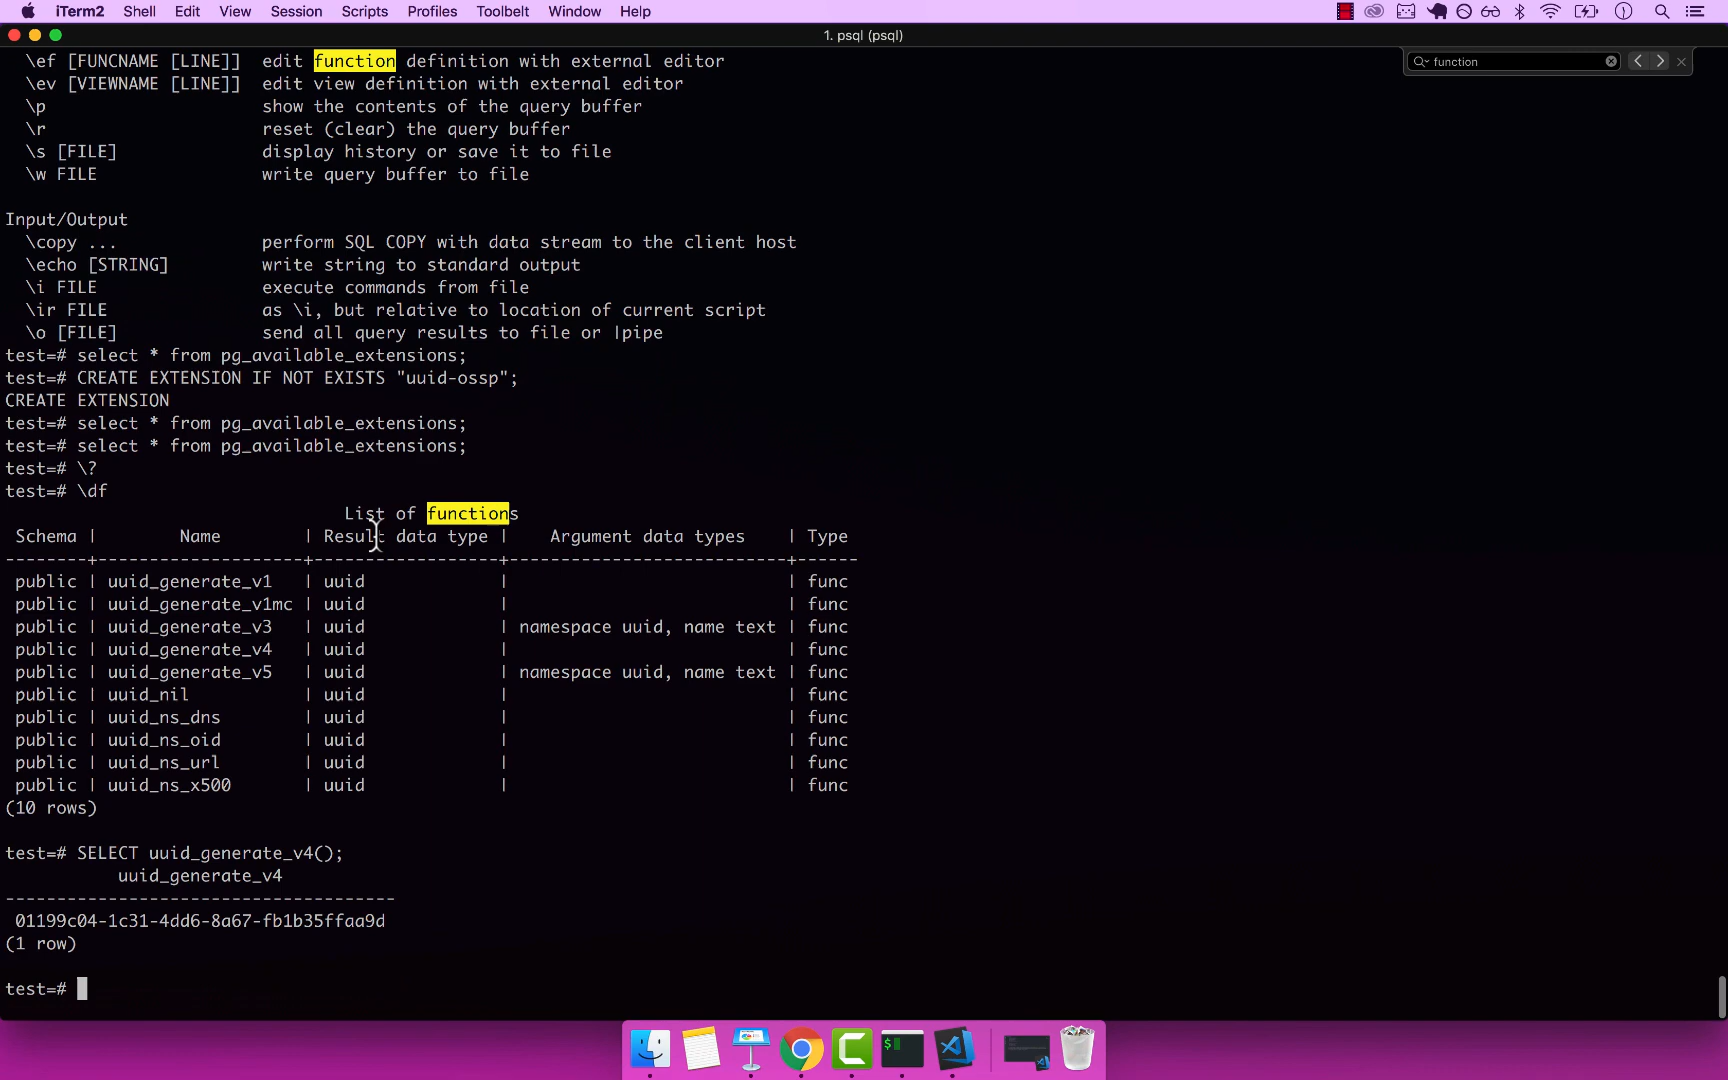 iTerm2 Shell Edit View Session Scripts Profiles Toolbelt Window Help
1. psql (psql)
function
\ef [FUNCNAME [LINE]]  edit function definition with external editor
\ev [VIEWNAME [LINE]]  edit view definition with external editor
\p                     show the contents of the query buffer
\r                     reset (clear) the query buffer
\s [FILE]              display history or save it to file
\w FILE                write query buffer to file
Input/Output
\copy ...              perform SQL COPY with data stream to the client host
\echo [STRING]         write string to standard output
\i FILE                execute commands from file
\ir FILE               as \i, but relative to location of current script
\o [FILE]              send all query results to file or |pipe
test=# select * from pg_available_extensions;
test=# CREATE EXTENSION IF NOT EXISTS "uuid-ossp";
CREATE EXTENSION
test=# select * from pg_available_extensions;
test=# select * from pg_available_extensions;
test=# \?
test=# \df
List of functions
Schema | Name | Result data type | Argument data types | Type
--------+--------------------+------------------+---------------------------+------
public | uuid_generate_v1 | uuid | | func
public | uuid_generate_v1mc | uuid | | func
public | uuid_generate_v3 | uuid | namespace uuid, name text | func
public | uuid_generate_v4 | uuid | | func
public | uuid_generate_v5 | uuid | namespace uuid, name text | func
public | uuid_nil | uuid | | func
public | uuid_ns_dns | uuid | | func
public | uuid_ns_oid | uuid | | func
public | uuid_ns_url | uuid | | func
public | uuid_ns_x500 | uuid | | func
(10 rows)
test=# SELECT uuid_generate_v4();
uuid_generate_v4
--------------------------------------
01199c04-1c31-4dd6-8a67-fb1b35ffaa9d
(1 row)
test=#